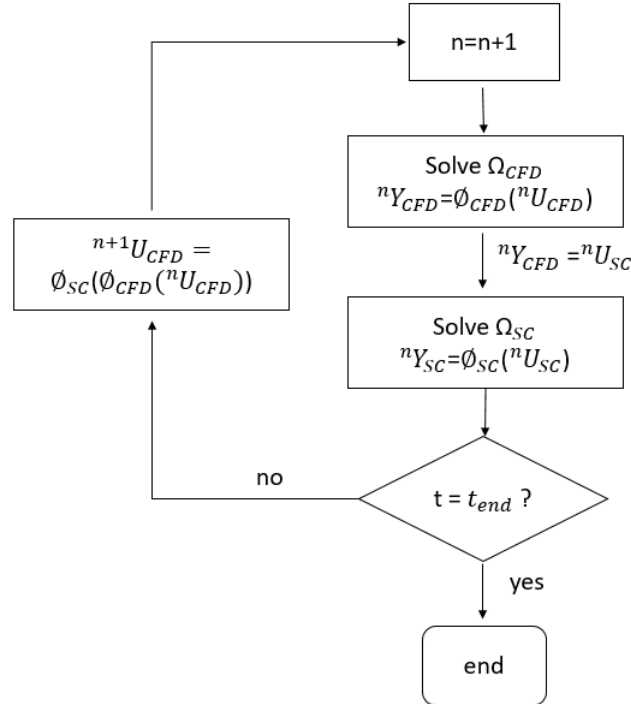 n=n+1
Solve Ω_CFD
ⁿY_CFD=∅_CFD(ⁿU_CFD)
ⁿY_CFD =ⁿU_SC
ⁿ⁺¹U_CFD =
∅_SC(∅_CFD(ⁿU_CFD))
Solve Ω_SC
ⁿY_SC=∅_SC(ⁿU_SC)
t = t_end ?
no
yes
end